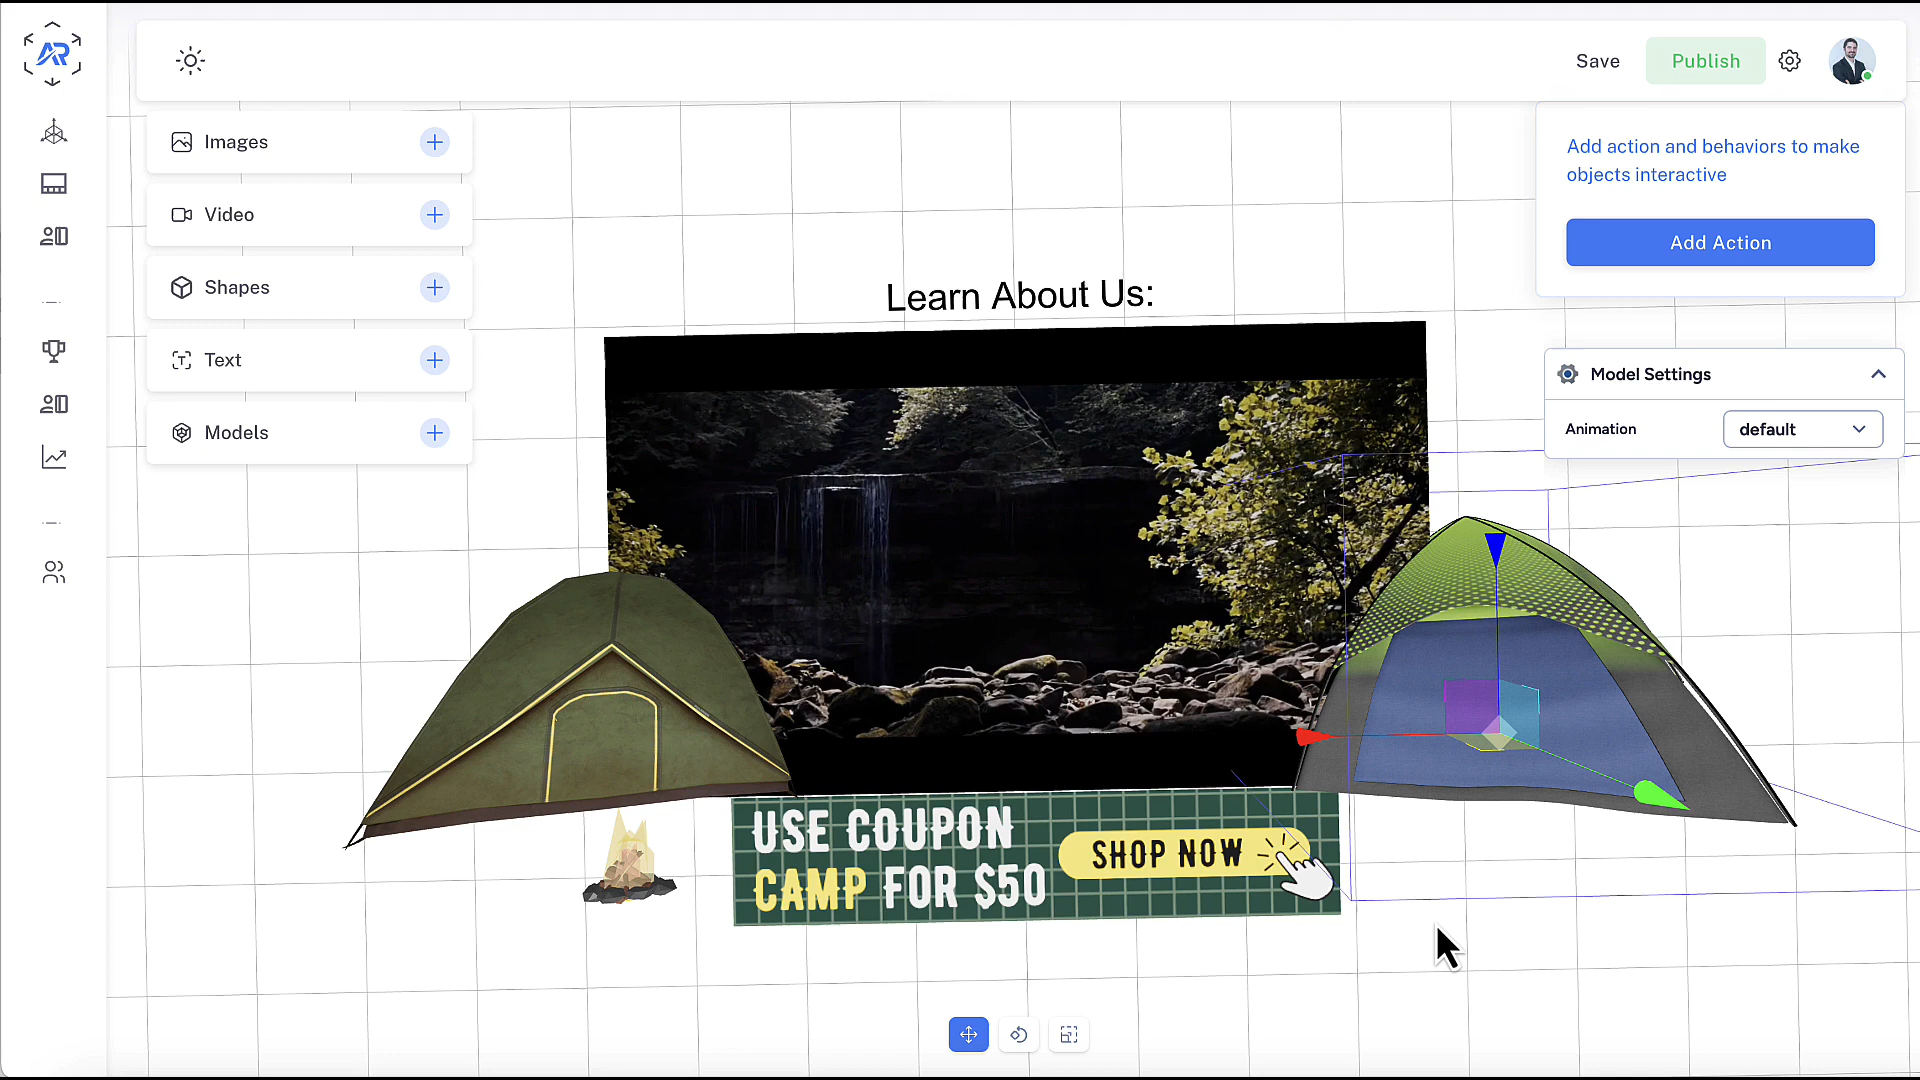 AR
Save
Publish
Images
Video
Shapes
Text
Models
Add action and behaviors to make
objects interactive
Add Action
Model Settings
Animation
default
Learn About Us:
USE COUPON
CAMP FOR $50
SHOP NOW